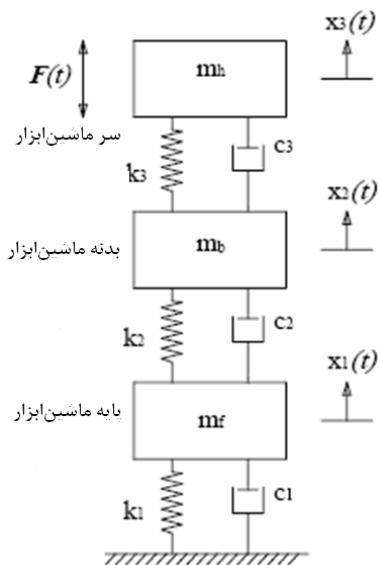 x3(t)
F(t)
mh
سر ماشین‌ابزار
k3
c3
x2(t)
بدنه ماشین‌ابزار
mb
k2
c2
x1(t)
پایه ماشین‌ابزار
mf
k1
c1